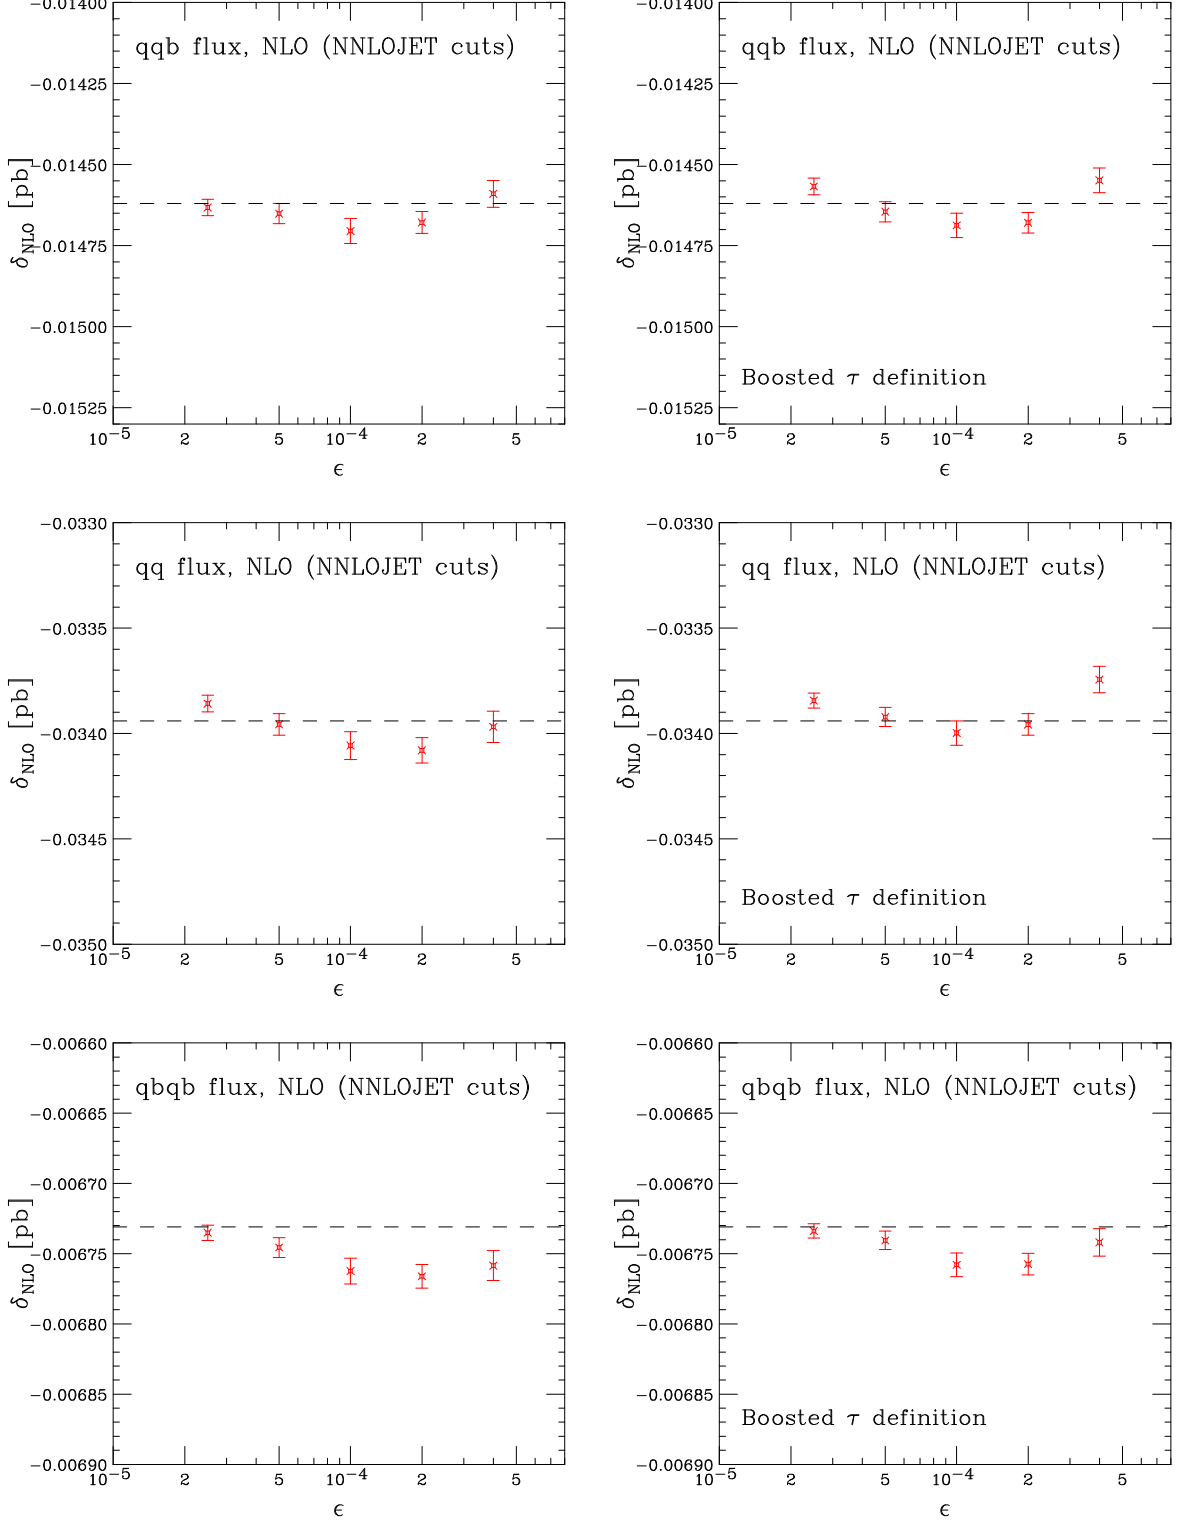 -0.01400
qqb flux, NLO (NNLOJET cuts)
-0.01425
-0.01450
-0.01475
-0.01500
-0.01525
δNLO [pb]
10-5 2 5 10-4 2 5
ϵ
-0.01400
qqb flux, NLO (NNLOJET cuts)
-0.01425
-0.01450
-0.01475
-0.01500
-0.01525
δNLO [pb]
Boosted τ definition
10-5 2 5 10-4 2 5
ϵ
-0.0330
qq flux, NLO (NNLOJET cuts)
-0.0335
-0.0340
-0.0345
-0.0350
δNLO [pb]
10-5 2 5 10-4 2 5
ϵ
-0.0330
qq flux, NLO (NNLOJET cuts)
-0.0335
-0.0340
-0.0345
-0.0350
δNLO [pb]
Boosted τ definition
10-5 2 5 10-4 2 5
ϵ
-0.00660
qbqb flux, NLO (NNLOJET cuts)
-0.00665
-0.00670
-0.00675
-0.00680
-0.00685
-0.00690
δNLO [pb]
10-5 2 5 10-4 2 5
ϵ
-0.00660
qbqb flux, NLO (NNLOJET cuts)
-0.00665
-0.00670
-0.00675
-0.00680
-0.00685
-0.00690
δNLO [pb]
Boosted τ definition
10-5 2 5 10-4 2 5
ϵ